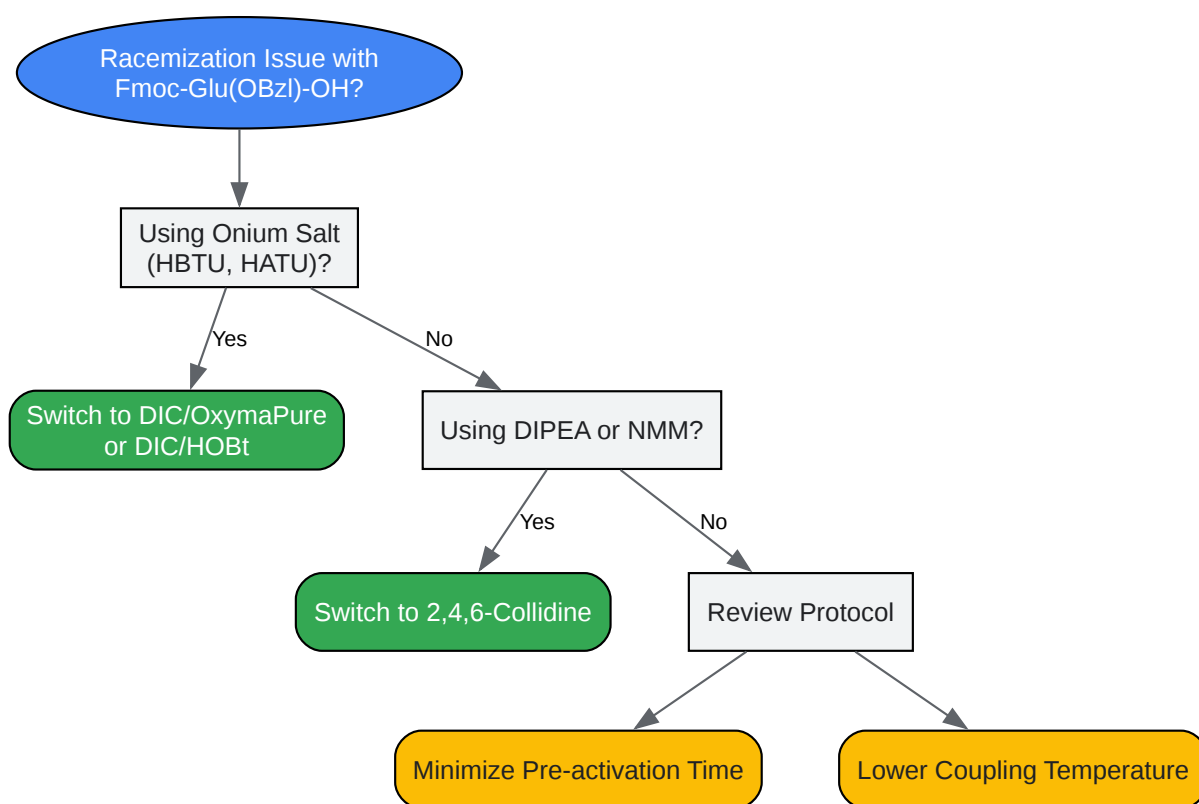 Racemization Issue with
Fmoc-Glu(OBzl)-OH?
Using Onium Salt
(HBTU, HATU)?
Yes
No
Switch to DIC/OxymaPure
or DIC/HOBt
Using DIPEA or NMM?
Yes
No
Switch to 2,4,6-Collidine
Review Protocol
Minimize Pre-activation Time
Lower Coupling Temperature